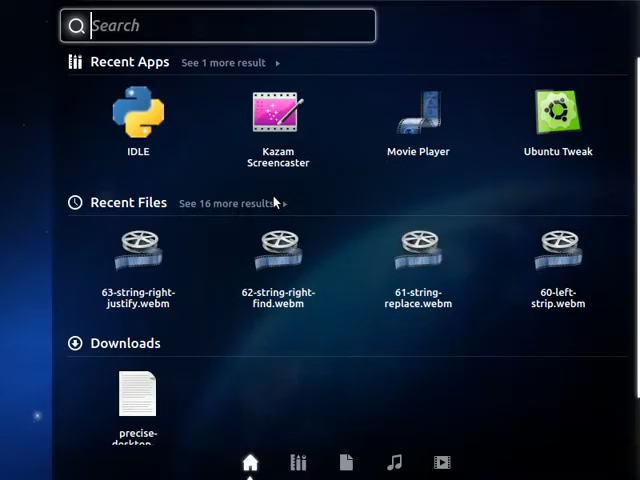 Search
Recent Apps See 1 more result
IDLE
Kazam
Screencaster
Movie Player
Ubuntu Tweak
Recent Files See 16 more results
63-string-right-
justify.webm
62-string-right-
find.webm
61-string-
replace.webm
60-left-
strip.webm
Downloads
precise-
desktop-